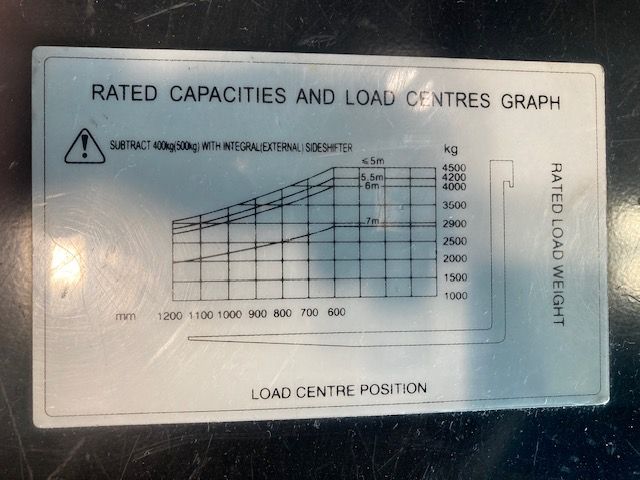 RATED CAPACITIES AND LOAD CENTRES GRAPH
SUBTRACT 400kg(500kg) WITH INTEGRAL(EXTERNAL) SIDESHIFTER
kg
≤5m
5.5m
6m
7m
4500
4200
4000
3500
2900
2500
2000
1500
1000
RATED LOAD WEIGHT
mm 1200 1100 1000 900 800 700 600
LOAD CENTRE POSITION